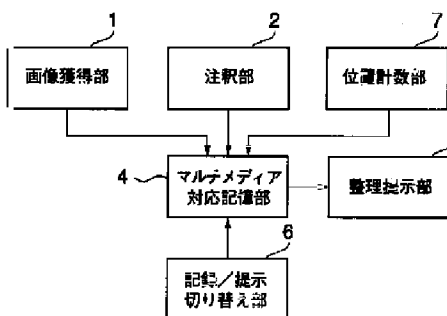 1
2
7
画像獲得部
注釈部
位置計数部
4
マルチメディア
対応記憶部
整理提示部
6
記録/提示
切り替え部